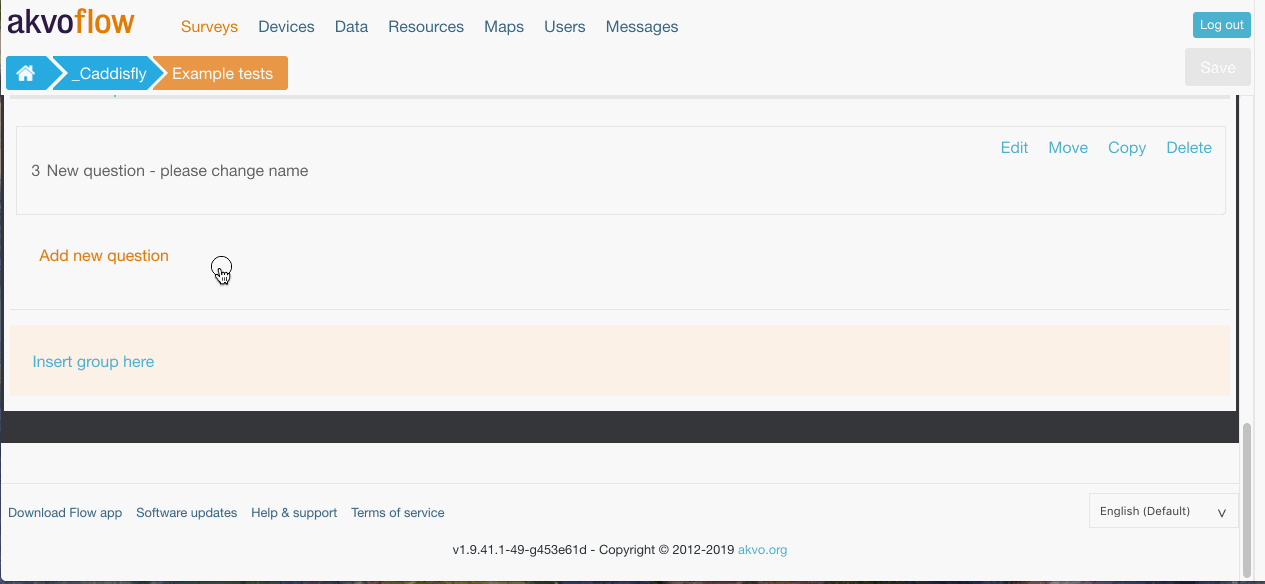 akvoflow
Surveys Devices Data Resources Maps Users Messages
Log out
_Caddisfly Example tests
Save
Edit Move Copy Delete
3 New question - please change name
Add new question
Insert group here
Download Flow app Software updates Help & support Terms of service
English (Default) v
v1.9.41.1-49-g453e61d - Copyright © 2012-2019 akvo.org